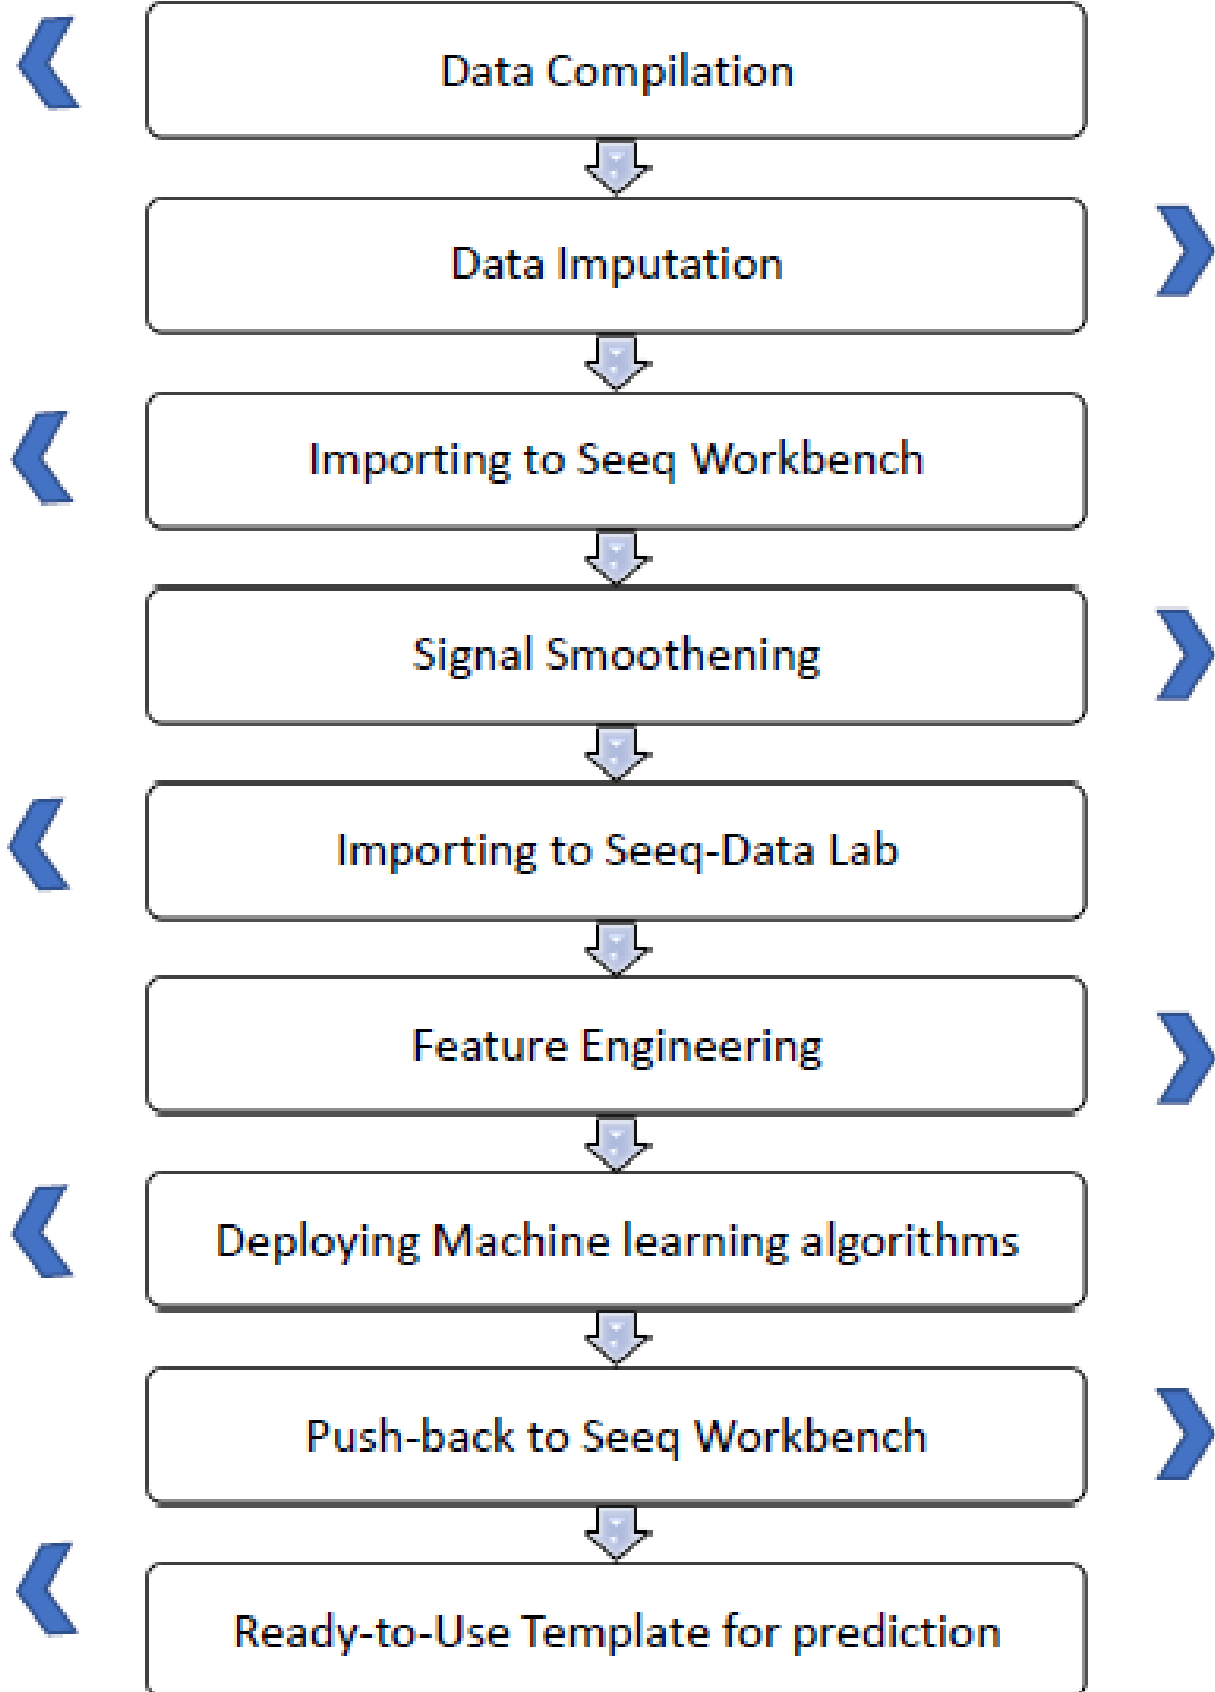 Data Compilation
Data Imputation
Importing to Seeq Workbench
Signal Smoothening
Importing to Seeq-Data Lab
Feature Engineering
Deploying Machine learning algorithms
Push-back to Seeq Workbench
Ready-to-Use Template for prediction